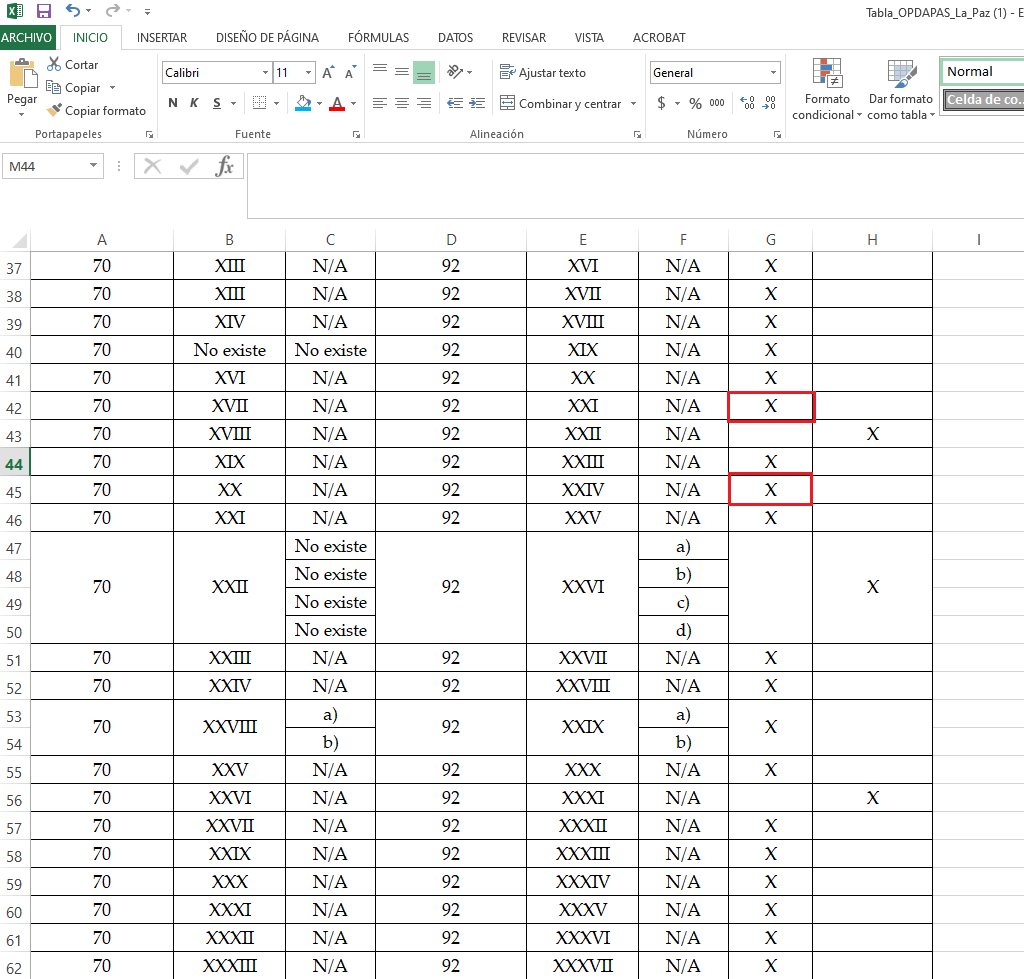 Tabla_OPDAPAS_La_Paz (1) - E
ARCHIVO INICIO INSERTAR DISEÑO DE PÁGINA FÓRMULAS DATOS REVISAR VISTA ACROBAT
Pegar Cortar Copiar Copiar formato
Calibri 11
N K S A A A
Ajustar texto
Combinar y centrar
General
$ % 000
Formato condicional
Dar formato como tabla
Normal
Celda de co...
Portapapeles Fuente Alineación Número
M44 fx
A B C D E F G H I
37 70 XIII N/A 92 XVI N/A X
38 70 XIII N/A 92 XVII N/A X
39 70 XIV N/A 92 XVIII N/A X
40 70 No existe No existe 92 XIX N/A X
41 70 XVI N/A 92 XX N/A X
42 70 XVII N/A 92 XXI N/A X
43 70 XVIII N/A 92 XXII N/A X
44 70 XIX N/A 92 XXIII N/A X
45 70 XX N/A 92 XXIV N/A X
46 70 XXI N/A 92 XXV N/A X
47 No existe a)
48 70 XXII No existe 92 XXVI b) X
49 No existe c)
50 No existe d)
51 70 XXIII N/A 92 XXVII N/A X
52 70 XXIV N/A 92 XXVIII N/A X
53 70 XXVIII a) 92 XXIX a) X
54 b) b)
55 70 XXV N/A 92 XXX N/A X
56 70 XXVI N/A 92 XXXI N/A X
57 70 XXVII N/A 92 XXXII N/A X
58 70 XXIX N/A 92 XXXIII N/A X
59 70 XXX N/A 92 XXXIV N/A X
60 70 XXXI N/A 92 XXXV N/A X
61 70 XXXII N/A 92 XXXVI N/A X
62 70 XXXIII N/A 92 XXXVII N/A X